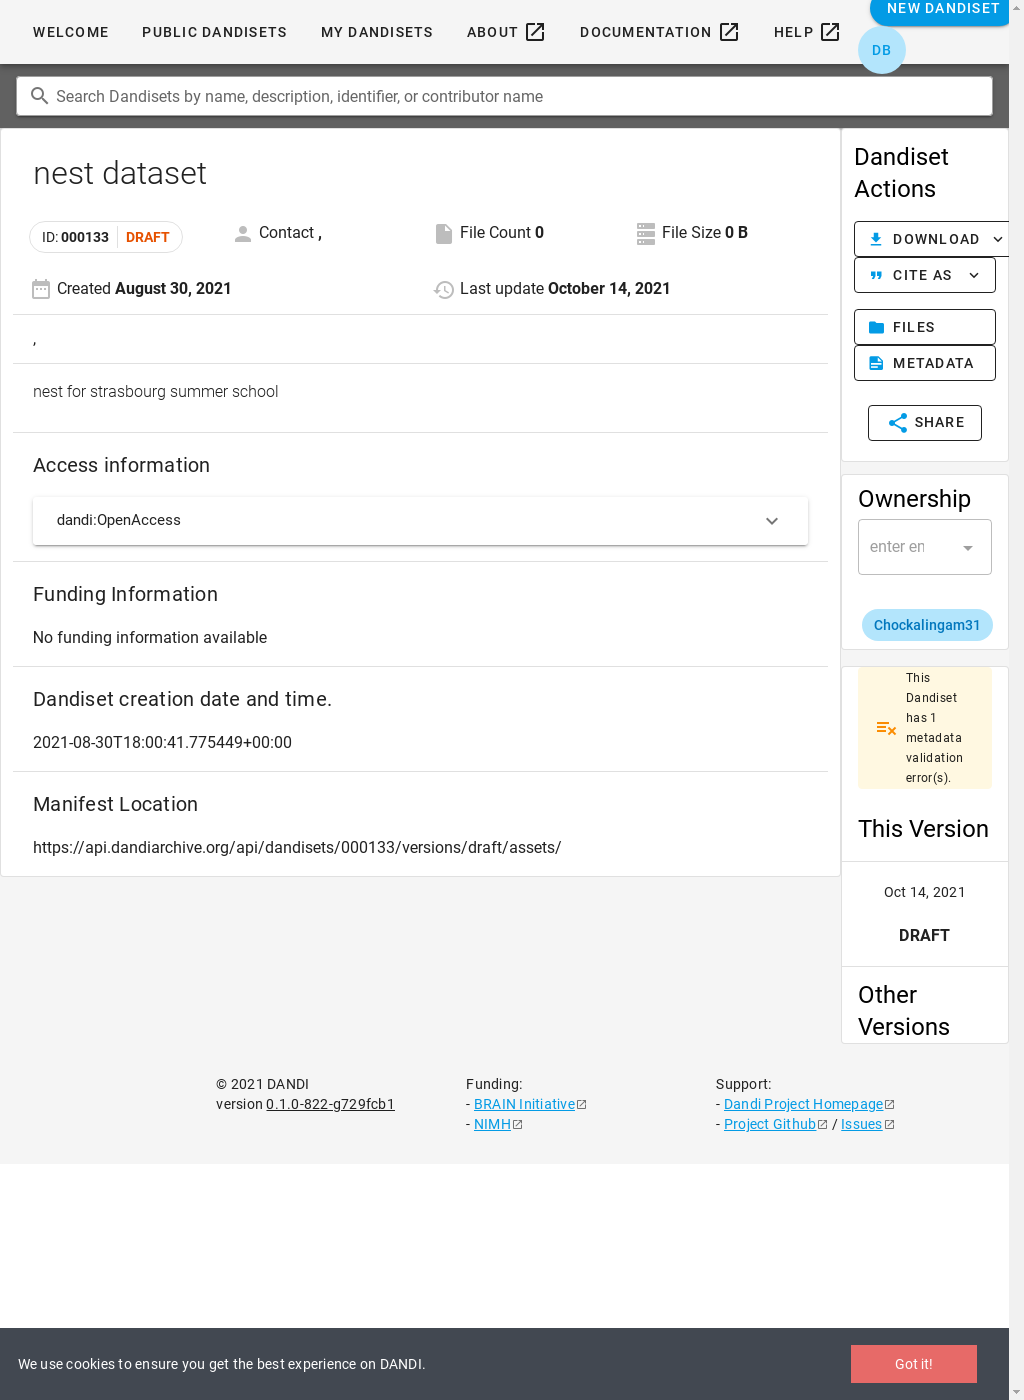 WELCOME PUBLIC DANDISETS MY DANDISETS ABOUT DOCUMENTATION HELP NEW DANDISET
DB
Search Dandisets by name, description, identifier, or contributor name
nest dataset
ID: 000133 DRAFT Contact , File Count 0 File Size 0 B
Created August 30, 2021 Last update October 14, 2021
,
nest for strasbourg summer school
Access information
dandi:OpenAccess
Funding Information
No funding information available
Dandiset creation date and time.
2021-08-30T18:00:41.775449+00:00
Manifest Location
https://api.dandiarchive.org/api/dandisets/000133/versions/draft/assets/
Dandiset
Actions
DOWNLOAD
CITE AS
FILES
METADATA
SHARE
Ownership
enter en
Chockalingam31
This
Dandiset
has 1
metadata
validation
error(s).
This Version
Oct 14, 2021
DRAFT
Other
Versions
© 2021 DANDI
version 0.1.0-822-g729fcb1
Funding:
- BRAIN Initiative
- NIMH
Support:
- Dandi Project Homepage
- Project Github / Issues
We use cookies to ensure you get the best experience on DANDI.
Got it!